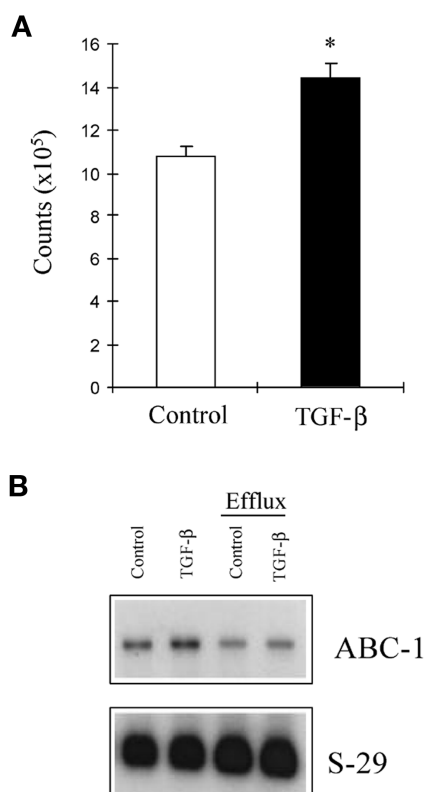 A
16
*
14
12
10
8
6
4
2
0
Counts (x10⁵)
Control TGF-β
B
Efflux
Control TGF-β Control TGF-β
ABC-1
S-29